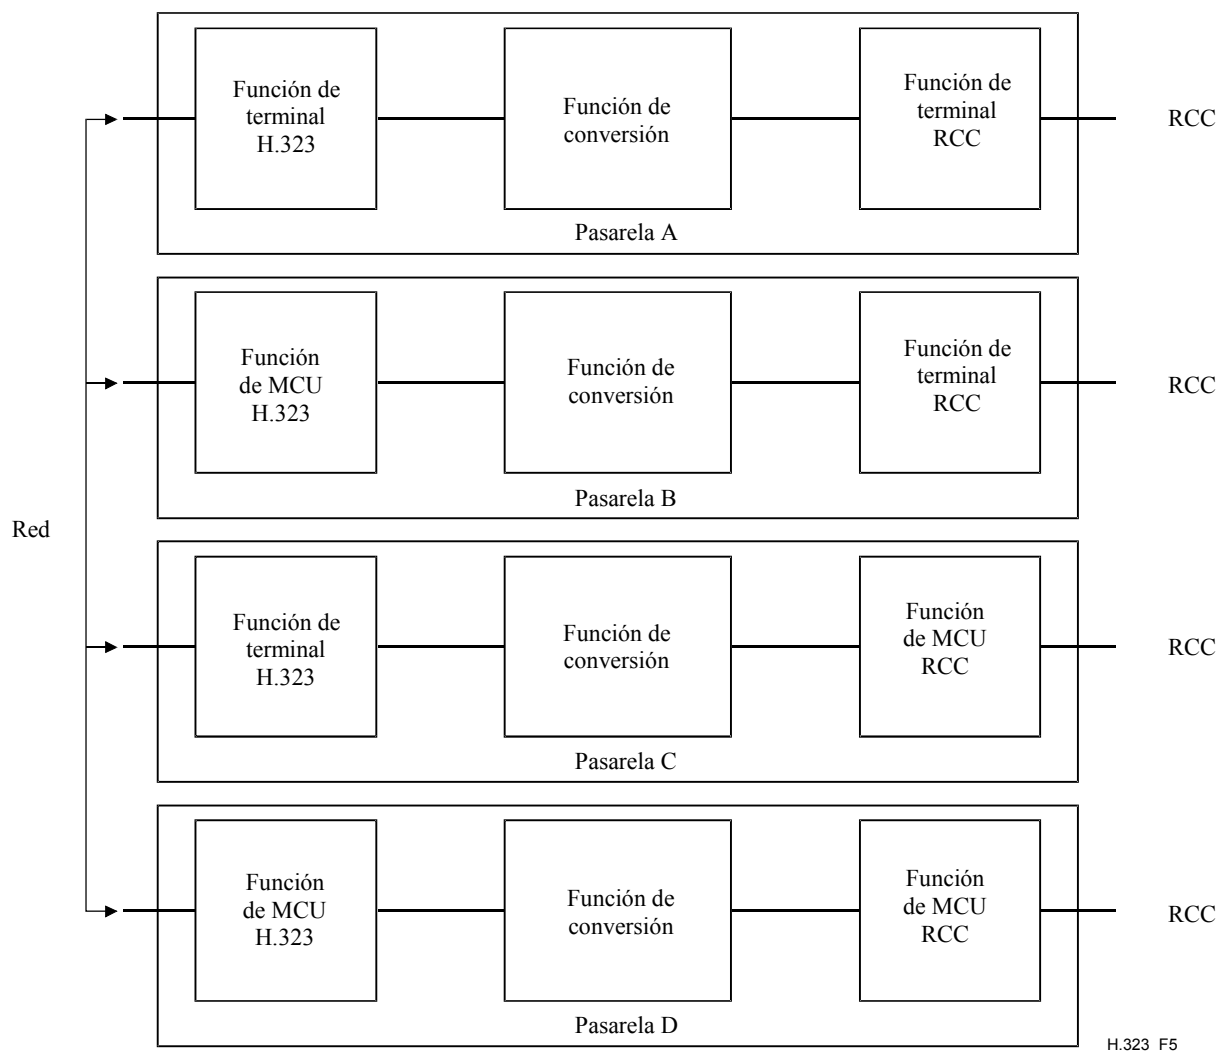 Función de
terminal
H.323
Función de
conversión
Función de
terminal
RCC
RCC
Pasarela A
Función
de MCU
H.323
Función de
conversión
Función de
terminal
RCC
RCC
Pasarela B
Red
Función de
terminal
H.323
Función de
conversión
Función
de MCU
RCC
RCC
Pasarela C
Función
de MCU
H.323
Función de
conversión
Función
de MCU
RCC
RCC
Pasarela D
H.323_F5